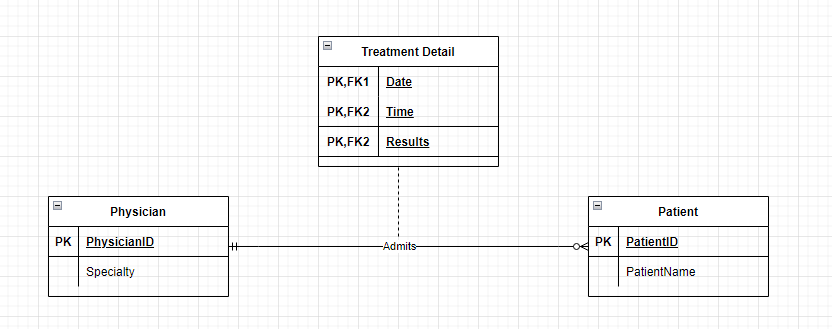 Treatment Detail
PK,FK1 Date
PK,FK2 Time
PK,FK2 Results
Physician
PK PhysicianID
Specialty
Admits
Patient
PK PatientID
PatientName